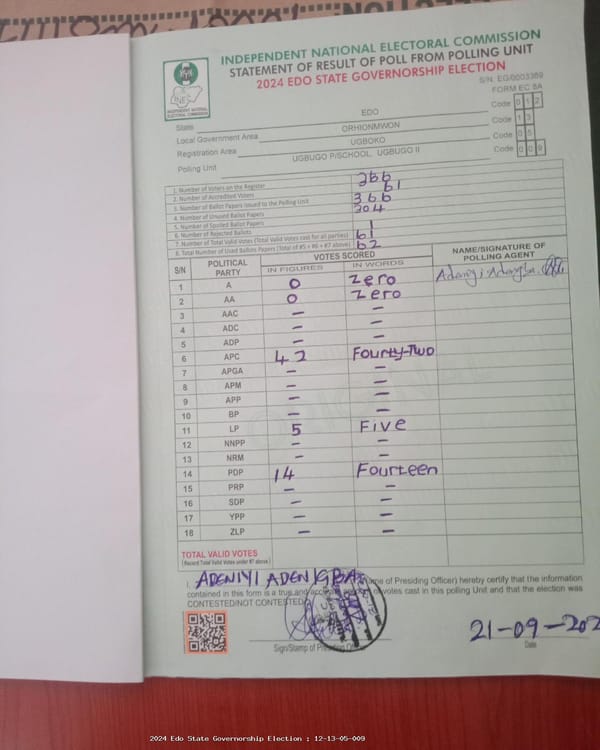 INDEPENDENT NATIONAL ELECTORAL COMMISSION
STATEMENT OF RESULT OF POLL FROM POLLING UNIT
2024 EDO STATE GOVERNORSHIP ELECTION
S/N: EG/0003369
FORM EC 8A
INEC
INDEPENDENT NATIONAL ELECTORAL COMMISSION
State EDO Code 0 1 2
Local Government Area ORHIONMWON Code 1 3
Registration Area UGBOKO Code 0 5
Polling Unit UGBUGO P/SCHOOL, UGBUGO II Code 0 0 9
1. Number of Voters on the Register 366
2. Number of Accredited Voters 61
3. Number of Ballot Papers Issued to the Polling Unit 366
4. Number of Unused Ballot Papers 304
5. Number of Spoiled Ballot Papers
6. Number of Rejected Ballots 1
7. Number of Total Valid Votes (Total Valid Votes cast for all parties) 61
8. Total Number of Used Ballot Papers (Total of #5 + #6 + #7 above) 62
S/N POLITICAL PARTY VOTES SCORED NAME/SIGNATURE OF POLLING AGENT
IN FIGURES IN WORDS
1 A 0 Zero
2 AA 0 Zero
3 AAC – –
4 ADC – –
5 ADP – –
6 APC 42 Fourty-Two
7 APGA – –
8 APM – –
9 APP – –
10 BP – –
11 LP 5 Five
12 NNPP – –
13 NRM – –
14 PDP 14 Fourteen
15 PRP – –
16 SDP – –
17 YPP – –
18 ZLP – –
TOTAL VALID VOTES
(Record Total Valid Votes under #7 above)
I, ADENIYI ADENIGBA (Name of Presiding Officer) hereby certify that the information
contained in this form is a true and accurate of votes cast in this polling Unit and that the election was
CONTESTED/NOT CONTESTED
Sign/Stamp of Presiding Officer
21-09-202
Date
2024 Edo State Governorship Election : 12-13-05-009